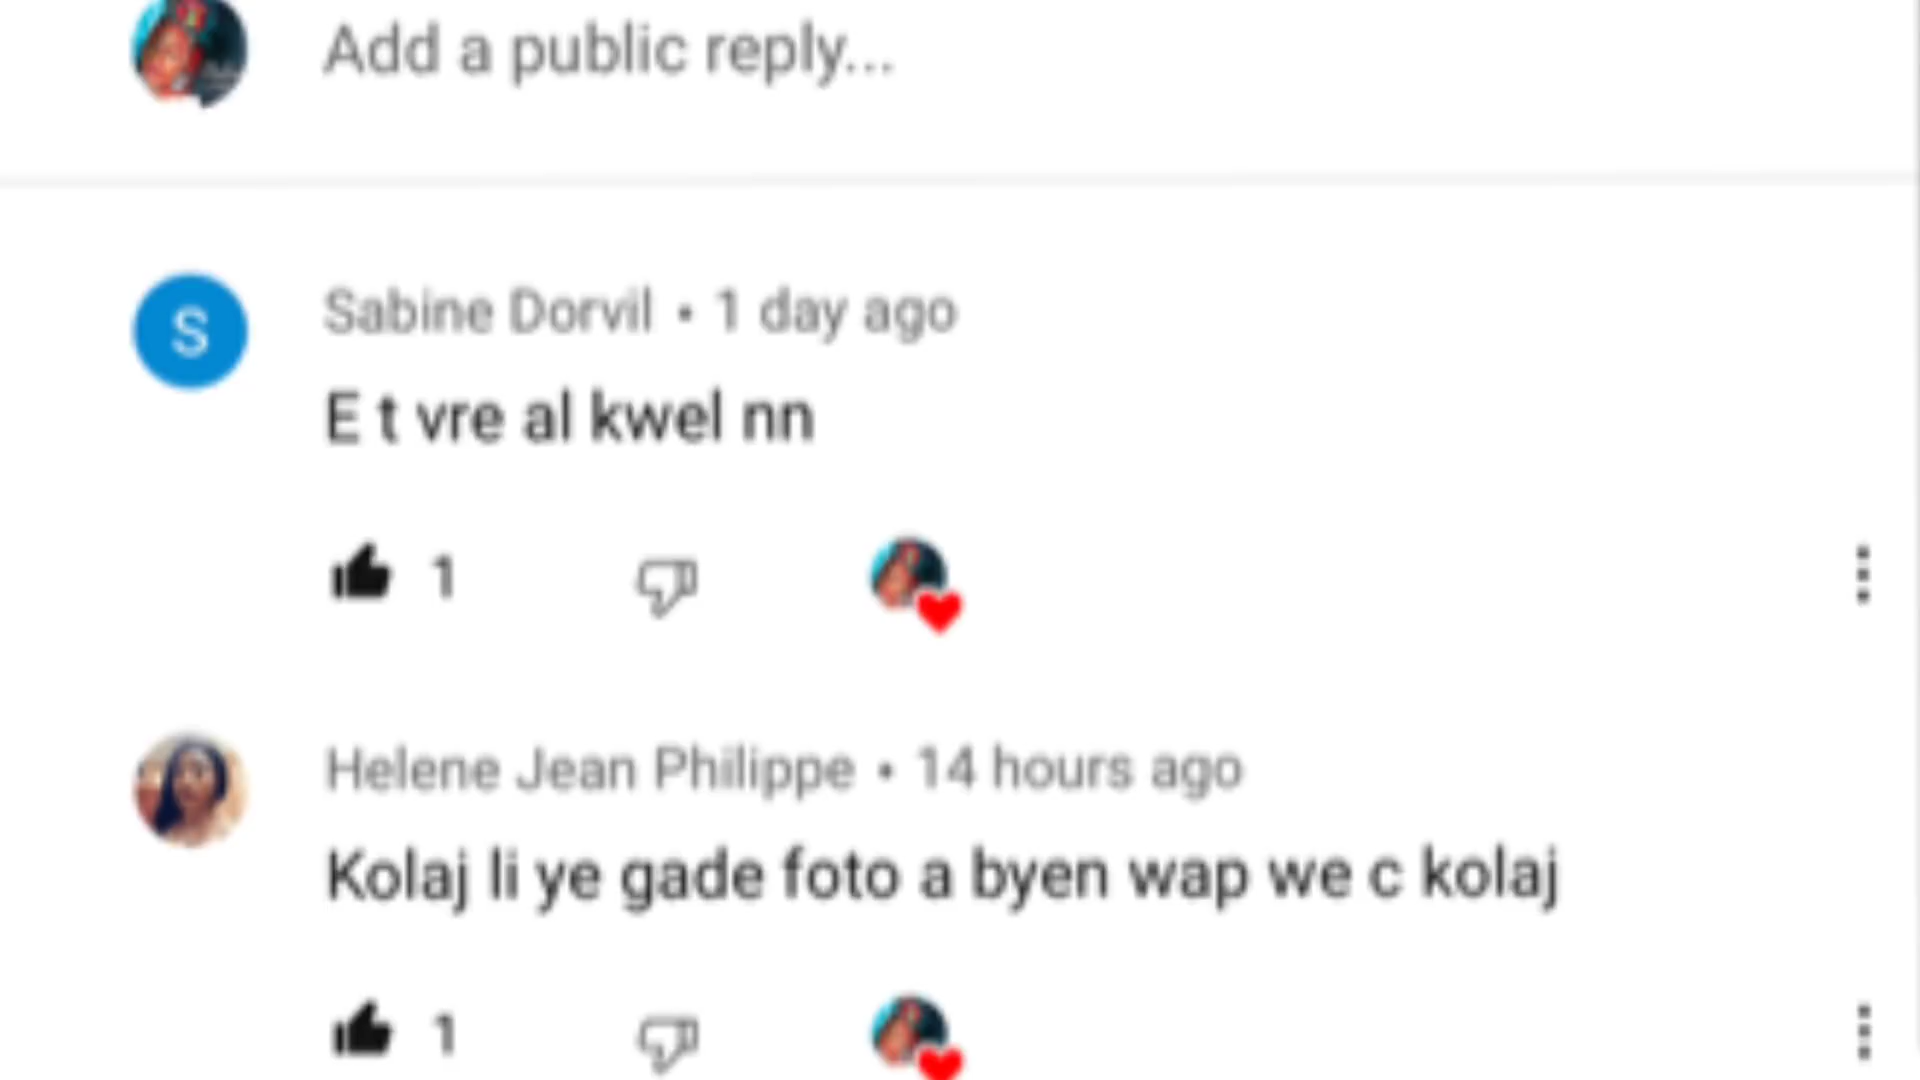 Add a public reply...
S
Sabine Dorvil • 1 day ago
E t vre al kwel nn
1
Helene Jean Philippe • 14 hours ago
Kolaj li ye gade foto a byen wap we c kolaj
1